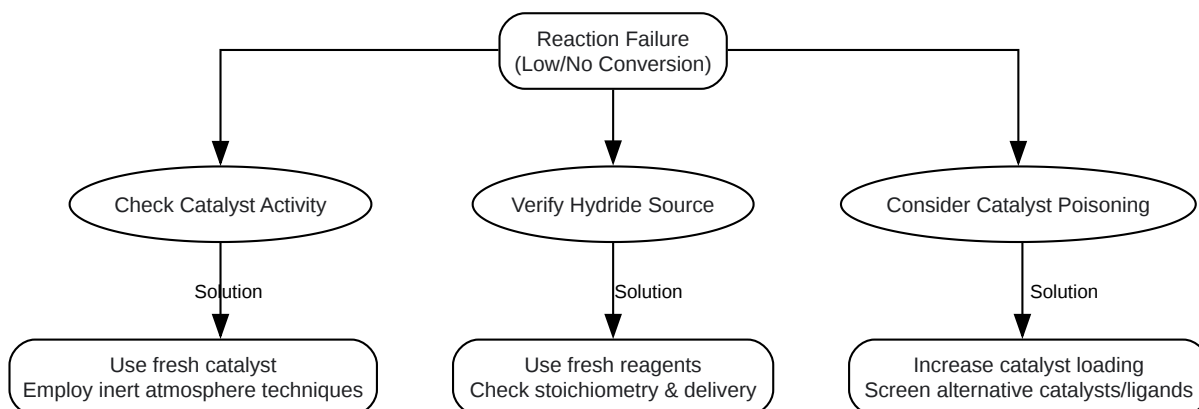 Reaction Failure
(Low/No Conversion)
Check Catalyst Activity
Verify Hydride Source
Consider Catalyst Poisoning
Solution
Solution
Solution
Use fresh catalyst
Employ inert atmosphere techniques
Use fresh reagents
Check stoichiometry & delivery
Increase catalyst loading
Screen alternative catalysts/ligands